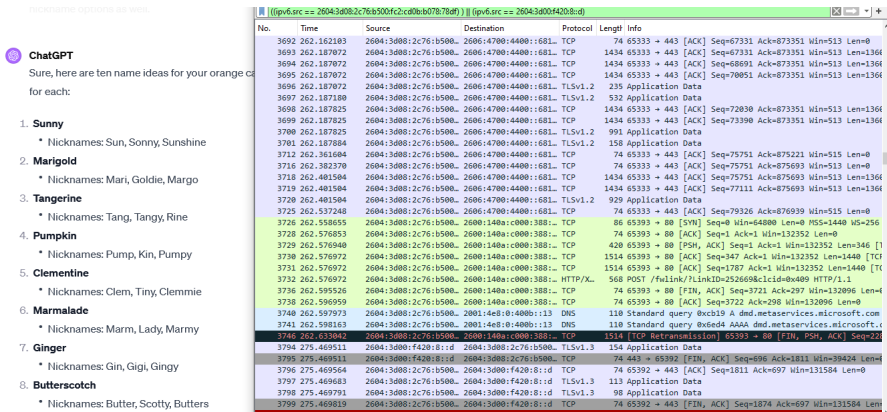 nickname options as well.
ChatGPT
Sure, here are ten name ideas for your orange ca
for each:
1. Sunny
• Nicknames: Sun, Sonny, Sunshine
2. Marigold
• Nicknames: Mari, Goldie, Margo
3. Tangerine
• Nicknames: Tang, Tangy, Rine
4. Pumpkin
• Nicknames: Pump, Kin, Pumpy
5. Clementine
• Nicknames: Clem, Tiny, Clemmie
6. Marmalade
• Nicknames: Marm, Lady, Marmy
7. Ginger
• Nicknames: Gin, Gigi, Gingy
8. Butterscotch
• Nicknames: Butter, Scotty, Butters
((ipv6.src == 2604:3d08:2c76:b500:fc2:cd0b:b078:78df) ) || (ipv6.src == 2604:3d00:f420:8::d)
No. Time Source Destination Protocol Length Info
3692 262.162103 2604:3d08:2c76:b500… 2606:4700:4400::681… TCP 74 65333 → 443 [ACK] Seq=67331 Ack=873351 Win=513 Len=0
3693 262.187072 2604:3d08:2c76:b500… 2606:4700:4400::681… TCP 1434 65333 → 443 [ACK] Seq=67331 Ack=873351 Win=513 Len=1360
3694 262.187072 2604:3d08:2c76:b500… 2606:4700:4400::681… TCP 1434 65333 → 443 [ACK] Seq=68691 Ack=873351 Win=513 Len=1360
3695 262.187072 2604:3d08:2c76:b500… 2606:4700:4400::681… TCP 1434 65333 → 443 [ACK] Seq=70051 Ack=873351 Win=513 Len=1360
3696 262.187072 2604:3d08:2c76:b500… 2606:4700:4400::681… TLSv1.2 235 Application Data
3697 262.187180 2604:3d08:2c76:b500… 2606:4700:4400::681… TLSv1.2 532 Application Data
3698 262.187825 2604:3d08:2c76:b500… 2606:4700:4400::681… TCP 1434 65333 → 443 [ACK] Seq=72030 Ack=873351 Win=513 Len=1360
3699 262.187825 2604:3d08:2c76:b500… 2606:4700:4400::681… TCP 1434 65333 → 443 [ACK] Seq=73390 Ack=873351 Win=513 Len=1360
3700 262.187825 2604:3d08:2c76:b500… 2606:4700:4400::681… TLSv1.2 991 Application Data
3701 262.187884 2604:3d08:2c76:b500… 2606:4700:4400::681… TLSv1.2 158 Application Data
3712 262.361604 2604:3d08:2c76:b500… 2606:4700:4400::681… TCP 74 65333 → 443 [ACK] Seq=75751 Ack=875221 Win=515 Len=0
3716 262.382370 2604:3d08:2c76:b500… 2606:4700:4400::681… TCP 74 65333 → 443 [ACK] Seq=75751 Ack=875693 Win=513 Len=0
3718 262.401504 2604:3d08:2c76:b500… 2606:4700:4400::681… TCP 1434 65333 → 443 [ACK] Seq=75751 Ack=875693 Win=513 Len=1360
3719 262.401504 2604:3d08:2c76:b500… 2606:4700:4400::681… TCP 1434 65333 → 443 [ACK] Seq=77111 Ack=875693 Win=513 Len=1360
3720 262.401504 2604:3d08:2c76:b500… 2606:4700:4400::681… TLSv1.2 929 Application Data
3725 262.537248 2604:3d08:2c76:b500… 2606:4700:4400::681… TCP 74 65333 → 443 [ACK] Seq=79326 Ack=876939 Win=515 Len=0
3726 262.558655 2604:3d08:2c76:b500… 2600:140a:c000:388:… TCP 86 65393 → 80 [SYN] Seq=0 Win=64800 Len=0 MSS=1440 WS=256
3728 262.576853 2604:3d08:2c76:b500… 2600:140a:c000:388:… TCP 74 65393 → 80 [ACK] Seq=1 Ack=1 Win=132352 Len=0
3729 262.576940 2604:3d08:2c76:b500… 2600:140a:c000:388:… TCP 420 65393 → 80 [PSH, ACK] Seq=1 Ack=1 Win=132352 Len=346 [T
3730 262.576972 2604:3d08:2c76:b500… 2600:140a:c000:388:… TCP 1514 65393 → 80 [ACK] Seq=347 Ack=1 Win=132352 Len=1440 [TCP
3731 262.576972 2604:3d08:2c76:b500… 2600:140a:c000:388:… TCP 1514 65393 → 80 [ACK] Seq=1787 Ack=1 Win=132352 Len=1440 [TC
3732 262.576972 2604:3d08:2c76:b500… 2600:140a:c000:388:… HTTP/X… 568 POST /fwlink/?LinkID=252669&clcid=0x409 HTTP/1.1
3736 262.595526 2604:3d08:2c76:b500… 2600:140a:c000:388:… TCP 74 65393 → 80 [FIN, ACK] Seq=3721 Ack=297 Win=132096 Len=0
3738 262.596959 2604:3d08:2c76:b500… 2600:140a:c000:388:… TCP 74 65393 → 80 [ACK] Seq=3722 Ack=298 Win=132096 Len=0
3740 262.597973 2604:3d08:2c76:b500… 2001:4e8:0:400b::13 DNS 110 Standard query 0xcb19 A dmd.metaservices.microsoft.com
3741 262.598163 2604:3d08:2c76:b500… 2001:4e8:0:400b::13 DNS 110 Standard query 0x6ed4 AAAA dmd.metaservices.microsoft.c
3746 262.633042 2604:3d08:2c76:b500… 2600:140a:c000:388:… TCP 1514 [TCP Retransmission] 65393 → 80 [FIN, PSH, ACK] Seq=228
3794 275.469511 2604:3d00:f420:8::d 2604:3d08:2c76:b500… TLSv1.3 154 Application Data
3795 275.469511 2604:3d00:f420:8::d 2604:3d08:2c76:b500… TCP 74 443 → 65392 [FIN, ACK] Seq=696 Ack=1811 Win=39424 Len=0
3796 275.469564 2604:3d08:2c76:b500… 2604:3d00:f420:8::d TCP 74 65392 → 443 [ACK] Seq=1811 Ack=697 Win=131584 Len=0
3797 275.469683 2604:3d08:2c76:b500… 2604:3d00:f420:8::d TLSv1.3 113 Application Data
3798 275.469791 2604:3d08:2c76:b500… 2604:3d00:f420:8::d TLSv1.3 98 Application Data
3799 275.469819 2604:3d08:2c76:b500… 2604:3d00:f420:8::d TCP 74 65392 → 443 [FIN, ACK] Seq=1874 Ack=697 Win=131584 Len=